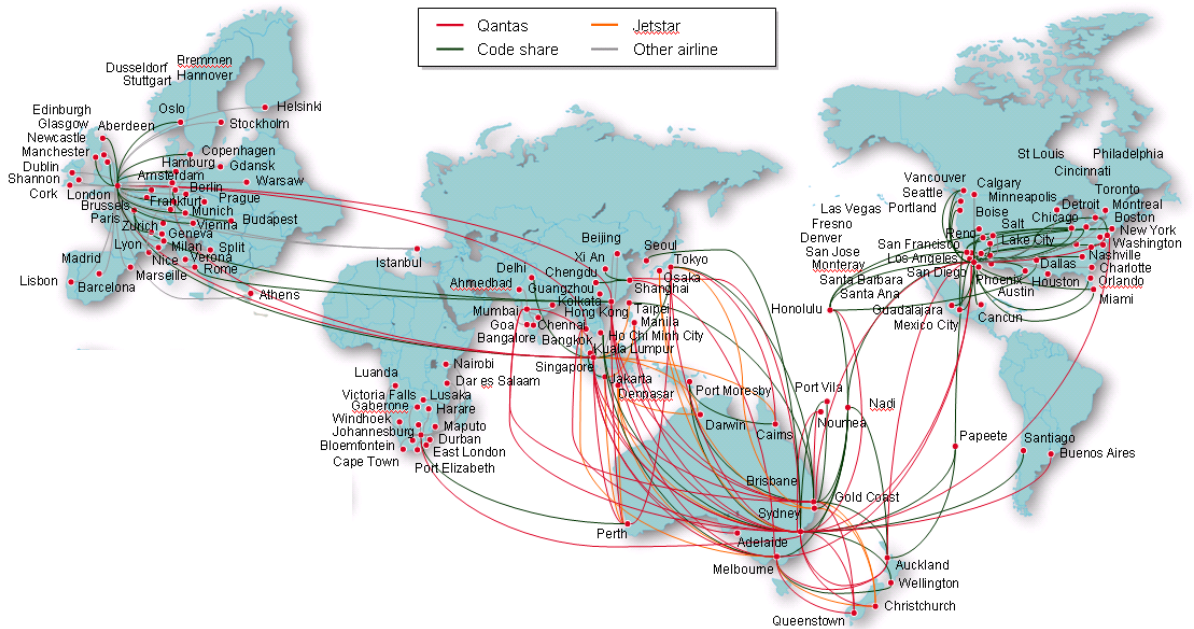 Qantas
Jetstar
Code share
Other airline
Bremmen
Dusseldorf
Stuttgart
Hannover
Edinburgh
Glasgow
Newcastle
Manchester
Aberdeen
Oslo
Helsinki
Stockholm
Dublin
Shannon
Cork
London
Copenhagen
Hamburg
Gdansk
Amsterdam
Warsaw
Berlin
Brussels
Frankfurt
Prague
Paris
Munich
Zurich
Vienna
Budapest
Geneva
Lyon
Milan
Split
Madrid
Nice
Verona
Rome
Lisbon
Barcelona
Marseille
Athens
Istanbul
Beijing
Seoul
Xi An
Tokyo
Delhi
Chengdu
Osaka
Ahmedbad
Guangzhou
Shanghai
Kolkata
Mumbai
Hong Kong
Taipei
Goa
Chennai
Manila
Bangalore
Bangkok
Ho Chi Minh City
Kuala Lumpur
Singapore
Jakarta
Denpasar
Port Moresby
Nairobi
Luanda
Dar es Salaam
Victoria Falls
Lusaka
Gaberone
Harare
Windhoek
Maputo
Johannesburg
Durban
Bloemfontein
East London
Cape Town
Port Elizabeth
Darwin
Cairns
Port Vila
Noumea
Nadi
Brisbane
Gold Coast
Sydney
Perth
Adelaide
Melbourne
Auckland
Wellington
Christchurch
Queenstown
Papeete
Santiago
Buenos Aires
St Louis
Philadelphia
Cincinnati
Vancouver
Calgary
Seattle
Minneapolis
Toronto
Portland
Detroit
Montreal
Las Vegas
Boise
Chicago
Boston
Fresno
Reno
Salt
Lake City
New York
Denver
San Francisco
Washington
San Jose
Los Angeles
Nashville
Monteray
San Diego
Dallas
Charlotte
Santa Barbara
Phoenix
Houston
Orlando
Santa Ana
Austin
Miami
Honolulu
Guadalajara
Cancun
Mexico City